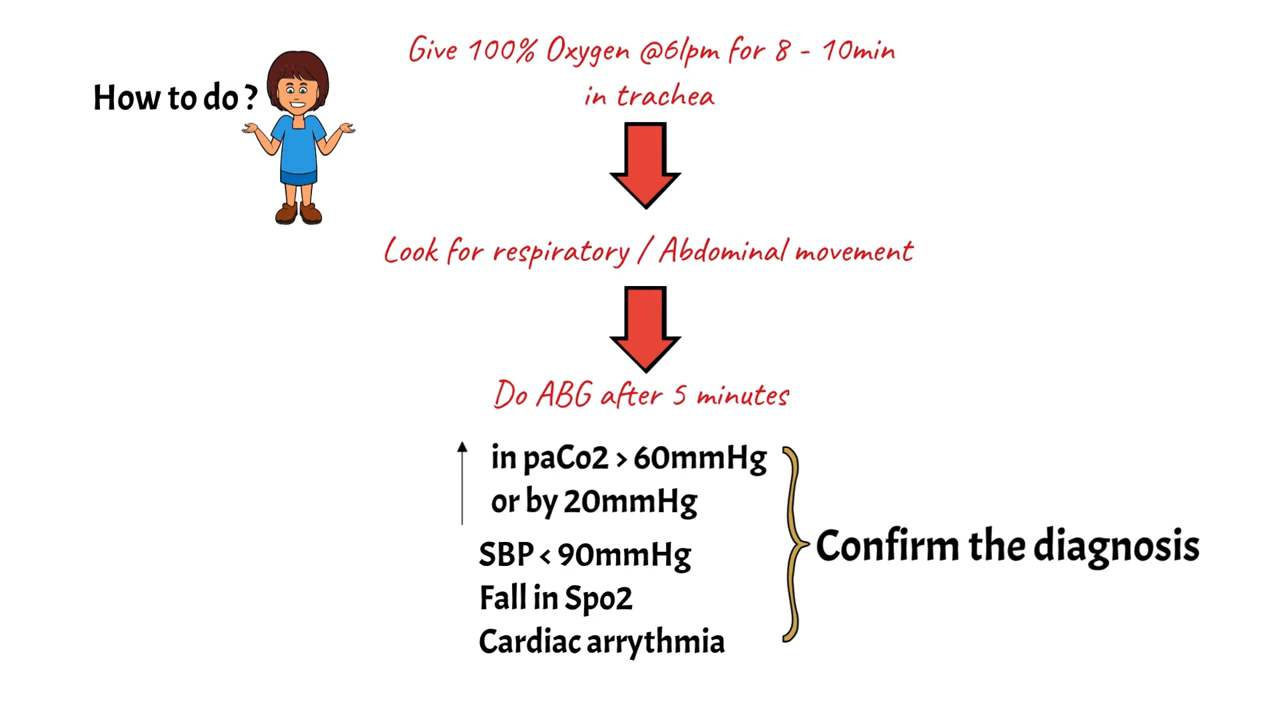 How to do ?
Give 100% Oxygen @6lpm for 8 - 10min
in trachea
Look for respiratory / Abdominal movement
Do ABG after 5 minutes
in paCo2 > 60mmHg
or by 20mmHg
SBP < 90mmHg
Fall in Spo2
Cardiac arrythmia
Confirm the diagnosis